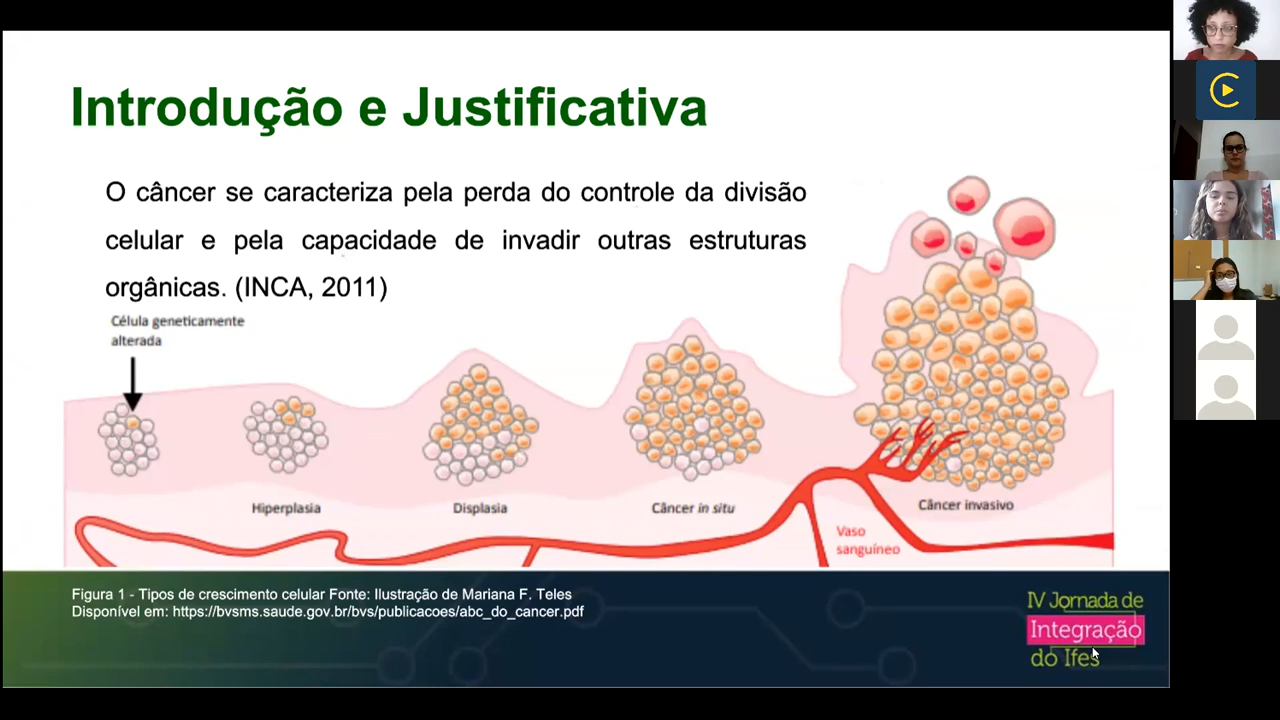 Introdução e Justificativa
O câncer se caracteriza pela perda do controle da divisão
celular e pela capacidade de invadir outras estruturas
orgânicas. (INCA, 2011)
Célula geneticamente
alterada
Hiperplasia
Displasia
Câncer in situ
Câncer invasivo
Vaso
sanguíneo
Figura 1 - Tipos de crescimento celular Fonte: Ilustração de Mariana F. Teles
Disponível em: https://bvsms.saude.gov.br/bvs/publicacoes/abc_do_cancer.pdf
IV Jornada de
Integração
do Ifes